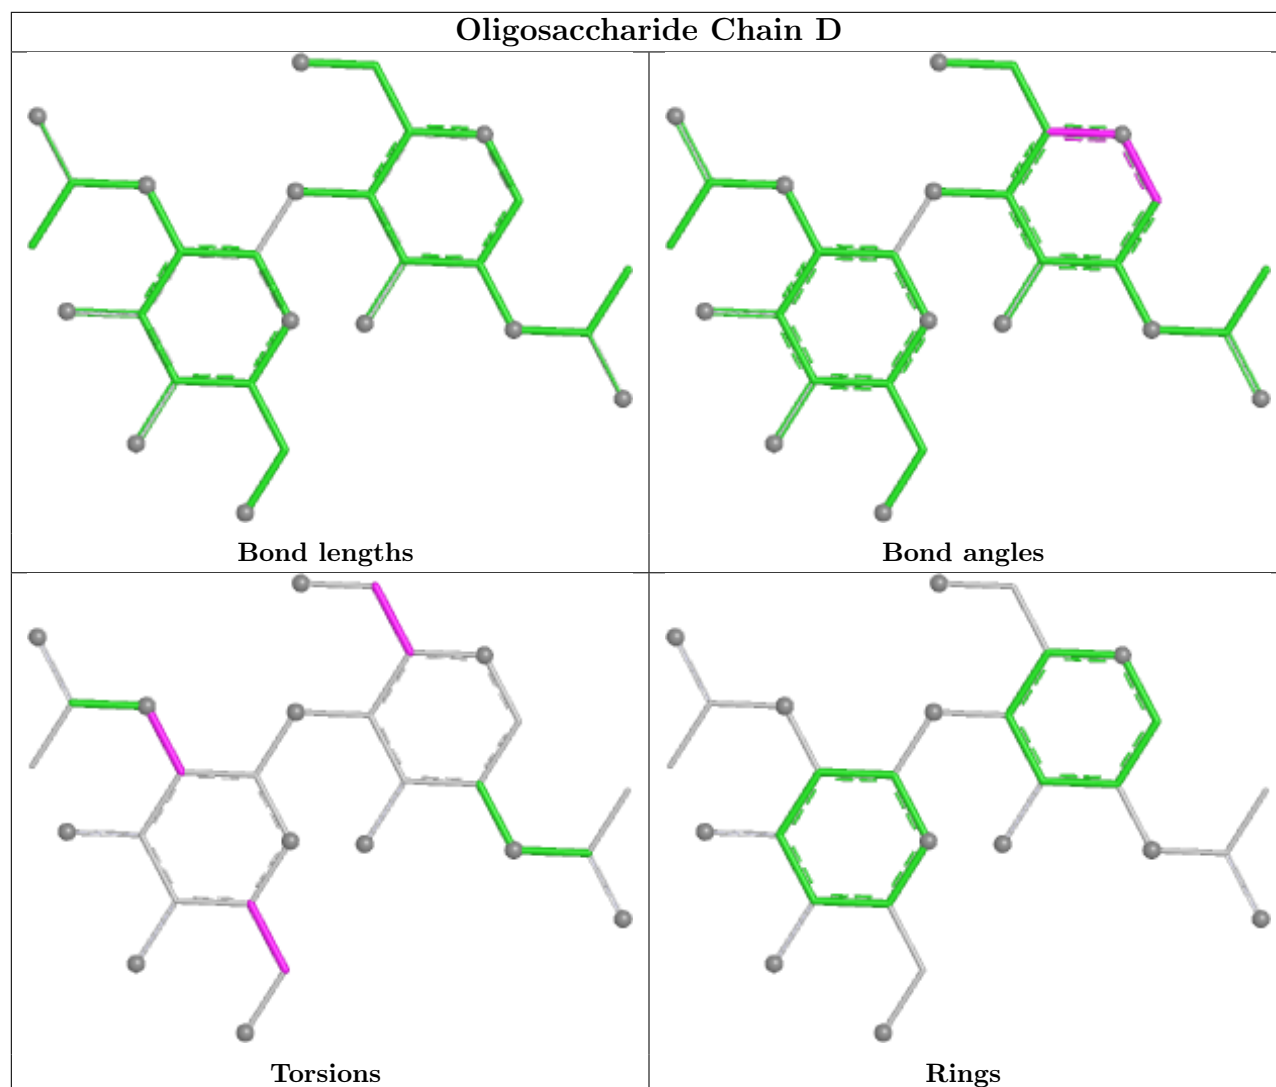 Oligosaccharide Chain D
Bond lengths
Bond angles
Torsions
Rings